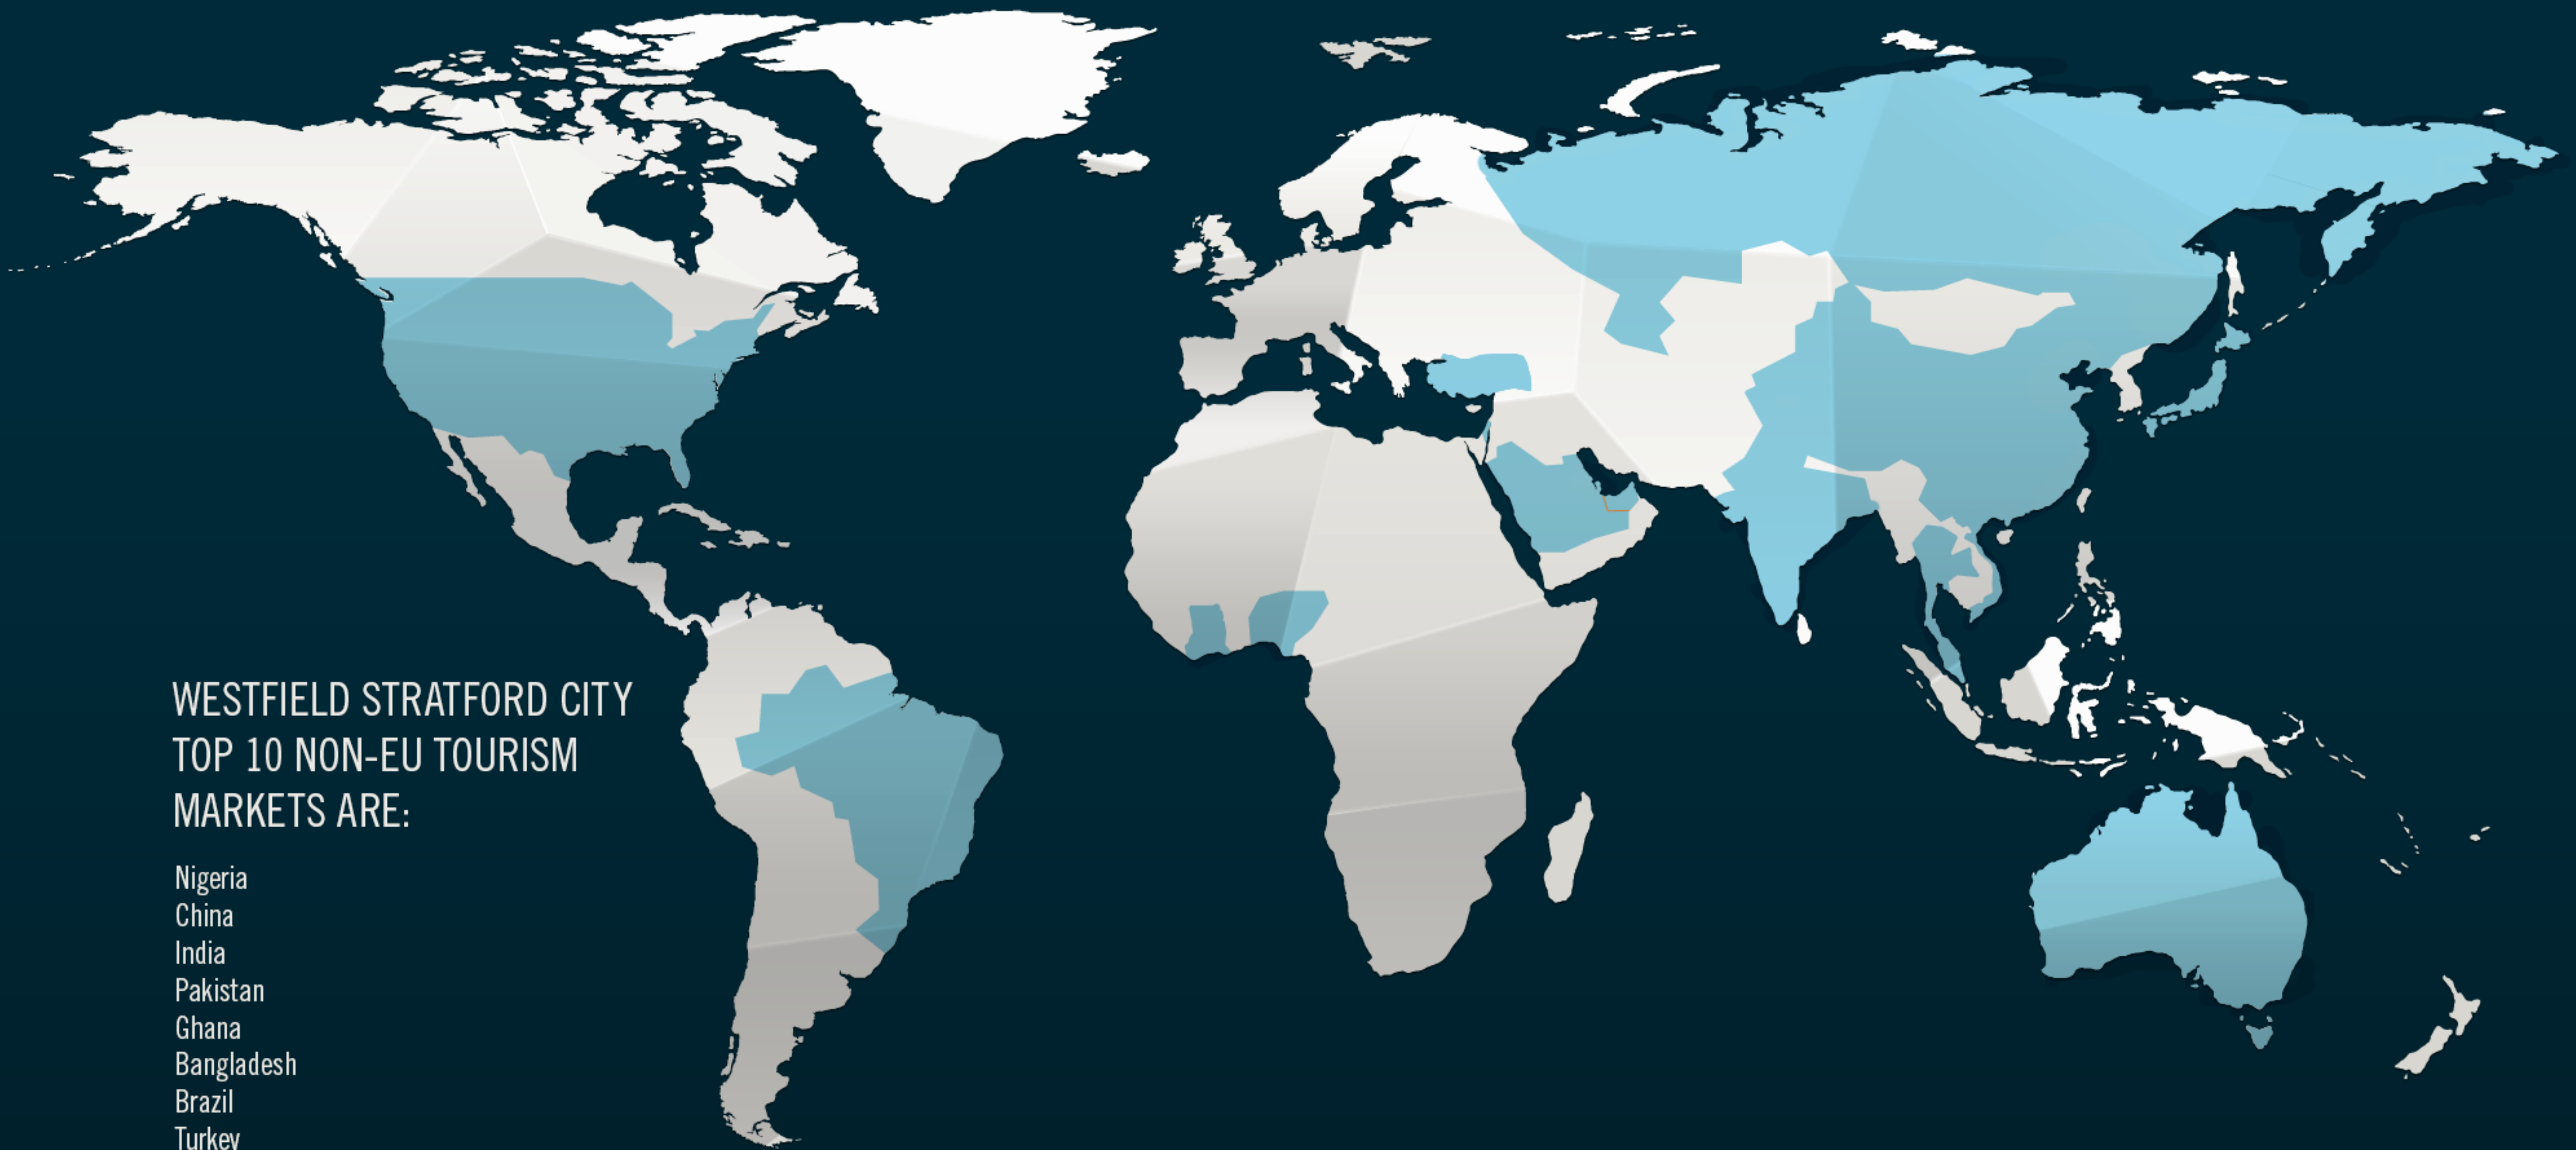 WESTFIELD STRATFORD CITY
TOP 10 NON-EU TOURISM
MARKETS ARE:
Nigeria
China
India
Pakistan
Ghana
Bangladesh
Brazil
Turkey